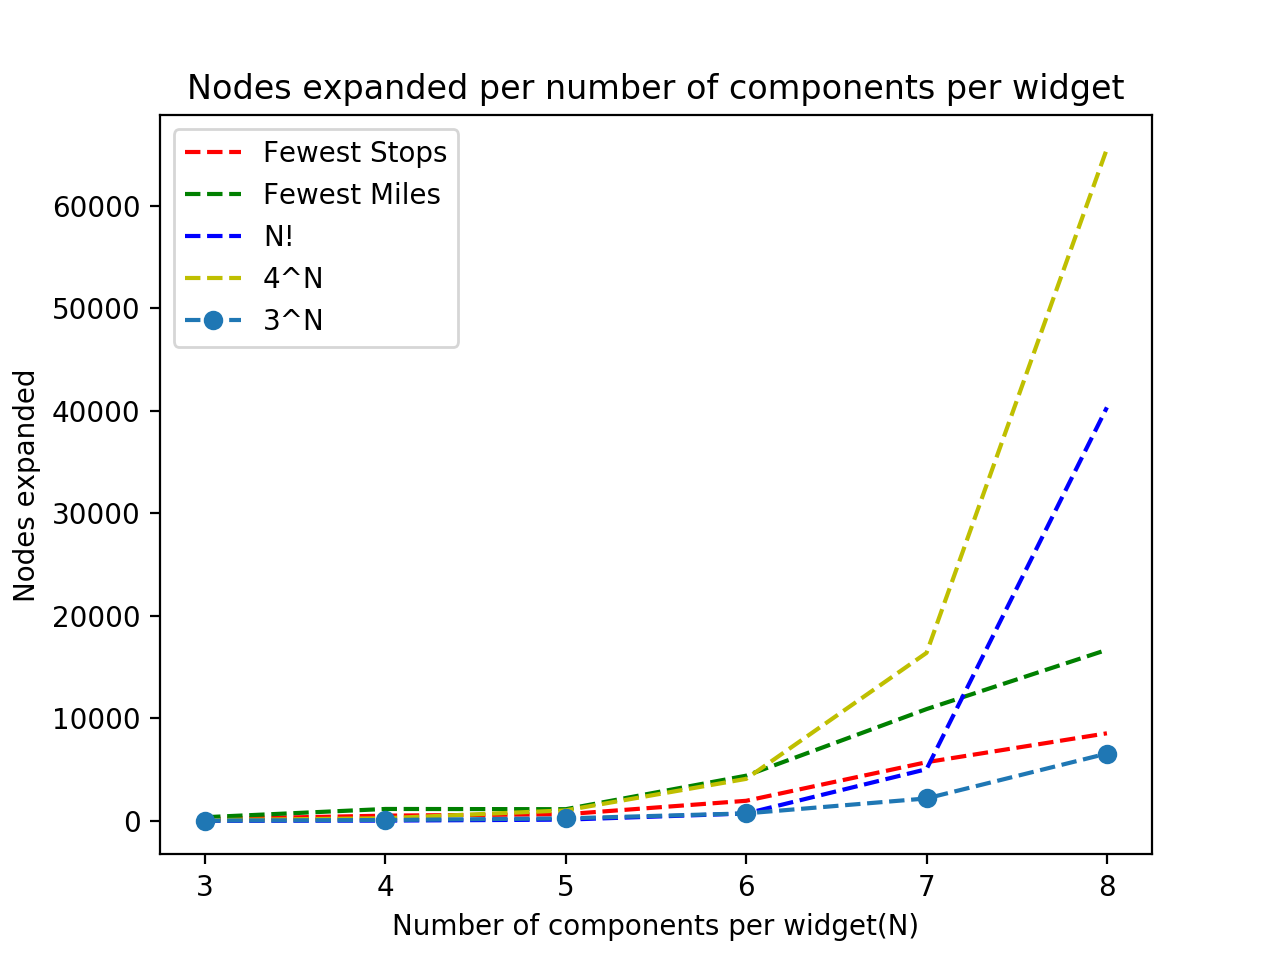 Nodes expanded per number of components per widget
Fewest Stops
Fewest Miles
N!
4^N
3^N
60000
50000
40000
30000
20000
10000
0
Nodes expanded
3 4 5 6 7 8
Number of components per widget(N)